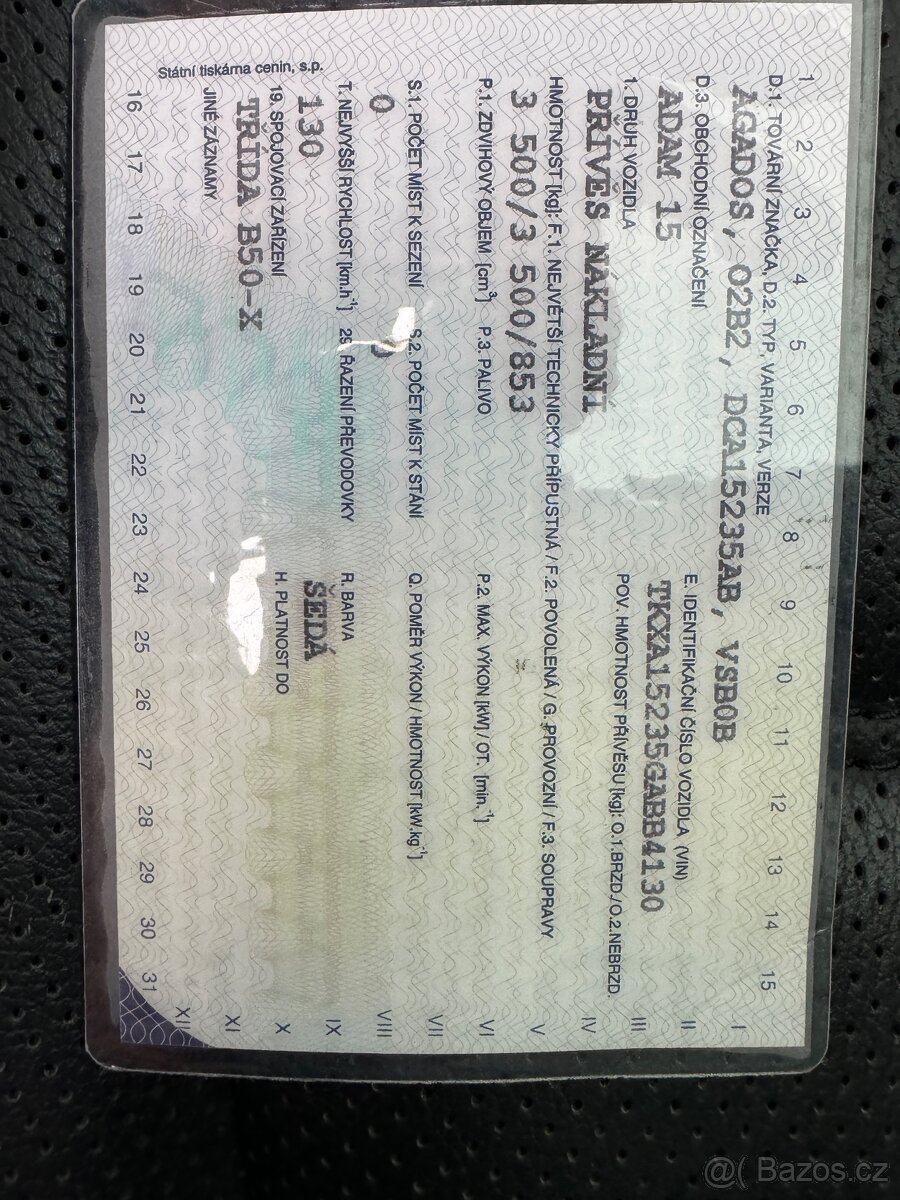 1 2 3 4 5 6 7 8 9 10 11 12 13 14 15
D.1. TOVÁRNÍ ZNAČKA, D.2. TYP, VARIANTA, VERZE
AGADOS, O2B2, DCA15235AB, VSB0B
I
D.3. OBCHODNÍ OZNAČENÍ E. IDENTIFIKAČNÍ ČÍSLO VOZIDLA (VIN)
II
ADAM 15 TKXA15235GABB4130
1. DRUH VOZIDLA POV. HMOTNOST PŘÍVĚSU [kg]: O.1.BRZD./O.2.NEBRZD.
III
PŘÍVĚS NÁKLADNÍ
IV
HMOTNOST [kg]: F.1. NEJVĚTŠÍ TECHNICKY PŘÍPUSTNÁ / F.2. POVOLENÁ / G. PROVOZNÍ / F.3. SOUPRAVY
V
3 500/3 500/853
P.1. ZDVIHOVÝ OBJEM [cm³] P.3. PALIVO P.2. MAX. VÝKON [kW] / OT. [min.⁻¹]
VI
S.1. POČET MÍST K SEZENÍ S.2. POČET MÍST K STÁNÍ Q. POMĚR VÝKON / HMOTNOST [kW.kg⁻¹]
VII
0
VIII
T. NEJVYŠŠÍ RYCHLOST [km.h⁻¹] 29. ŘAZENÍ PŘEVODOVKY R. BARVA
IX
130 ŠEDÁ
19. SPOJOVACÍ ZAŘÍZENÍ H. PLATNOST DO
X
TŘÍDA B50-X
XI
JINÉ ZÁZNAMY
XII
Státní tiskárna cenin, s.p.
16 17 18 19 20 21 22 23 24 25 26 27 28 29 30 31
@( Bazos.cz